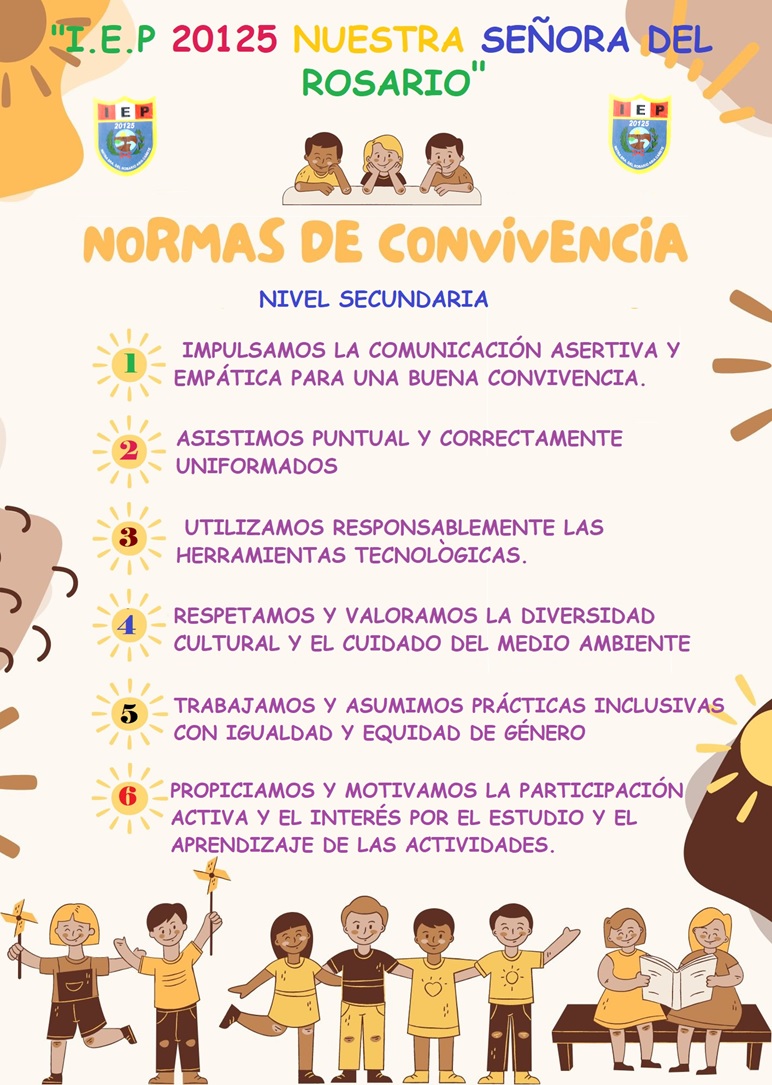 "I.E.P 20125 NUESTRA SEÑORA DEL
ROSARIO"
I E P
20125
I E P
20125
NORMAS DE CONVIVENCIA
NIVEL SECUNDARIA
1 IMPULSAMOS LA COMUNICACIÓN ASERTIVA Y
EMPÁTICA PARA UNA BUENA CONVIVENCIA.
2 ASISTIMOS PUNTUAL Y CORRECTAMENTE
UNIFORMADOS
3 UTILIZAMOS RESPONSABLEMENTE LAS
HERRAMIENTAS TECNOLÒGICAS.
4 RESPETAMOS Y VALORAMOS LA DIVERSIDAD
CULTURAL Y EL CUIDADO DEL MEDIO AMBIENTE
5 TRABAJAMOS Y ASUMIMOS PRÁCTICAS INCLUSIVAS
CON IGUALDAD Y EQUIDAD DE GÉNERO
6 PROPICIAMOS Y MOTIVAMOS LA PARTICIPACIÓN
ACTIVA Y EL INTERÉS POR EL ESTUDIO Y EL
APRENDIZAJE DE LAS ACTIVIDADES.